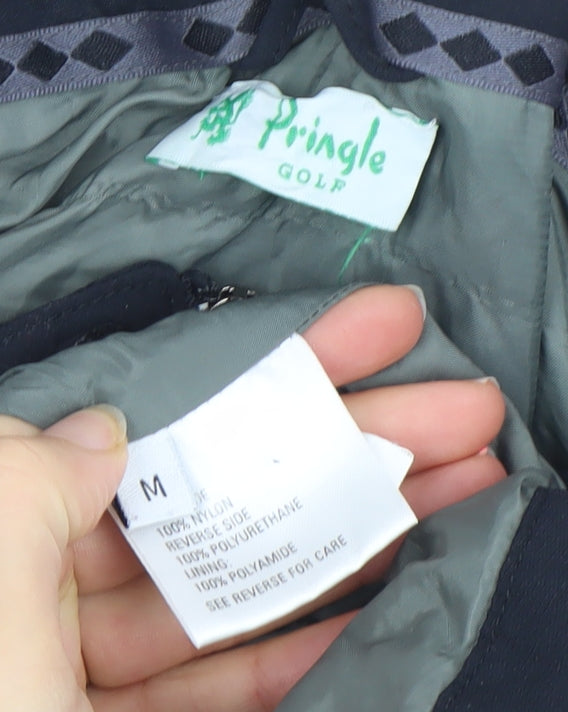 Pringle
GOLF
M
100% NYLON
REVERSE SIDE
100% POLYURETHANE
LINING:
100% POLYAMIDE
SEE REVERSE FOR CARE